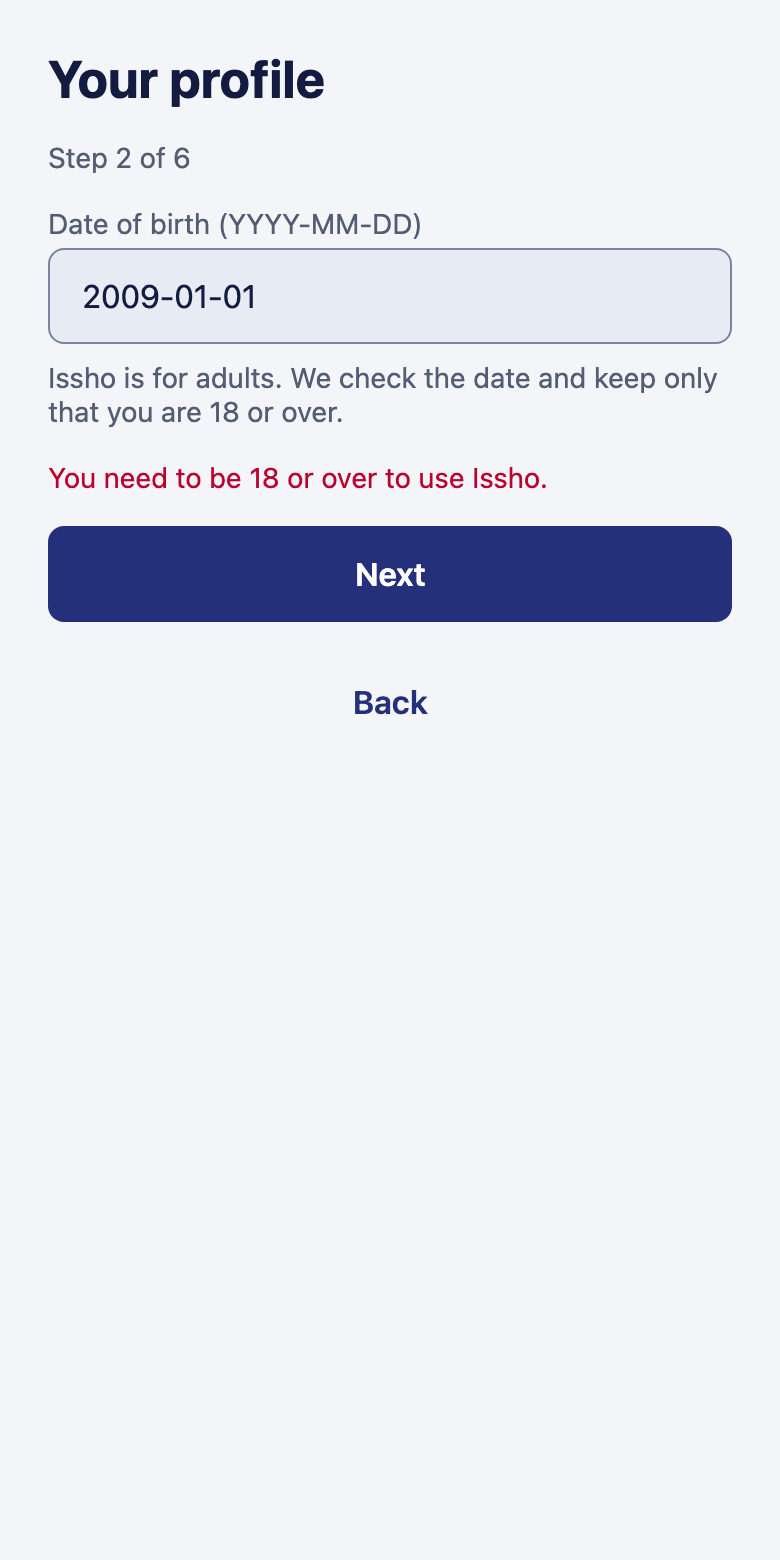 Your profile
Step 2 of 6
Date of birth (YYYY-MM-DD)
2009-01-01
Issho is for adults. We check the date and keep only
that you are 18 or over.
You need to be 18 or over to use Issho.
Next
Back